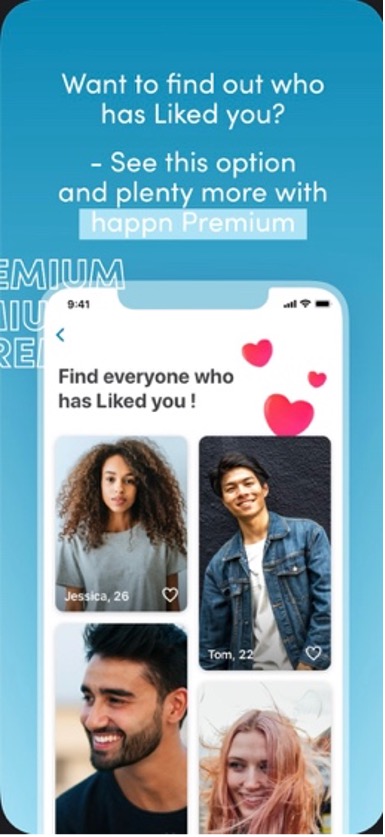 Want to find out who
has Liked you?
- See this option
and plenty more with
happn Premium
EMIUM
MIU
REM
9:41
Find everyone who
has Liked you !
Jessica, 26
Tom, 22